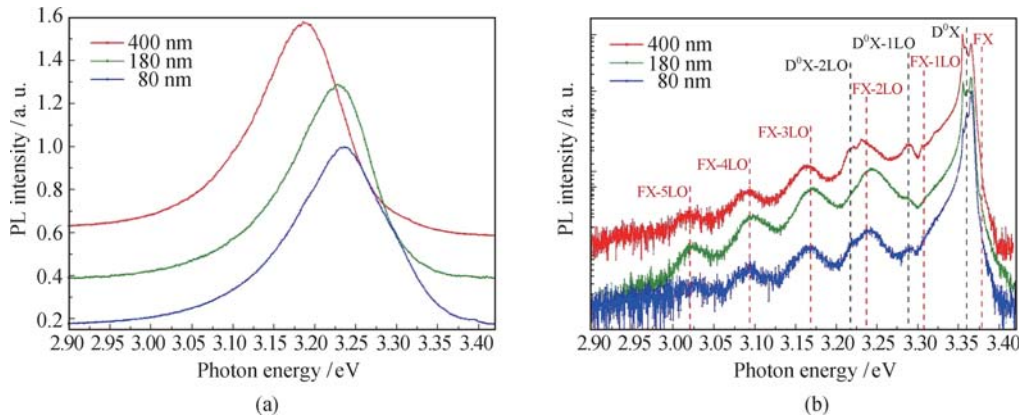 1.6
1.4
1.2
1.0
0.8
0.6
0.4
0.2
PL intensity / a. u.
400 nm
180 nm
80 nm
2.90 2.95 3.00 3.05 3.10 3.15 3.20 3.25 3.30 3.35 3.40
Photon energy / eV
(a)
PL intensity / a. u.
400 nm
180 nm
80 nm
D⁰X
FX
D⁰X-1LO
FX-1LO
D⁰X-2LO
FX-2LO
FX-3LO
FX-4LO
FX-5LO
2.90 2.95 3.00 3.05 3.10 3.15 3.20 3.25 3.30 3.35 3.40
Photon energy / eV
(b)